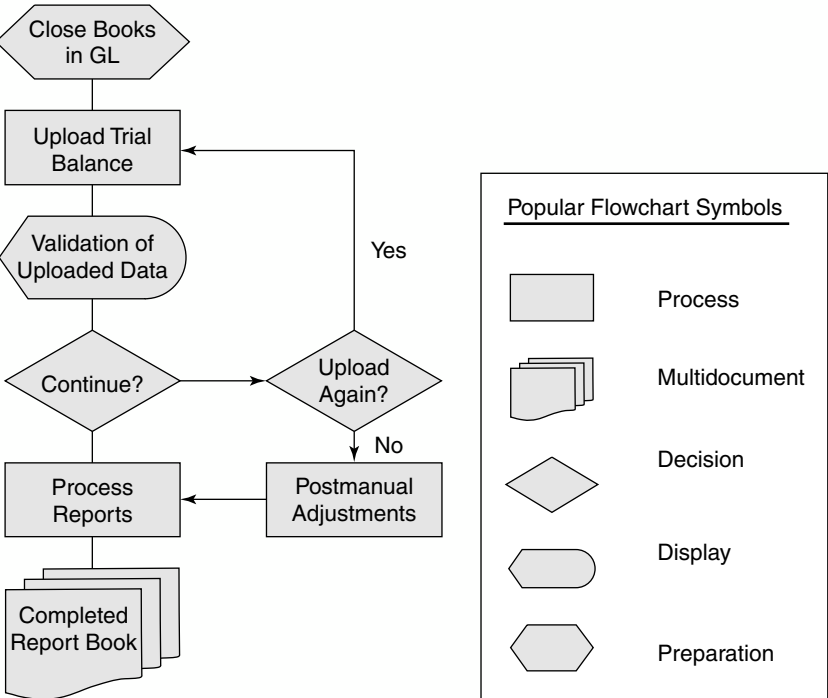 Close Books
in GL
Upload Trial
Balance
Validation of
Uploaded Data
Yes
Continue?
Upload
Again?
No
Process
Reports
Postmanual
Adjustments
Completed
Report Book
Popular Flowchart Symbols
Process
Multidocument
Decision
Display
Preparation